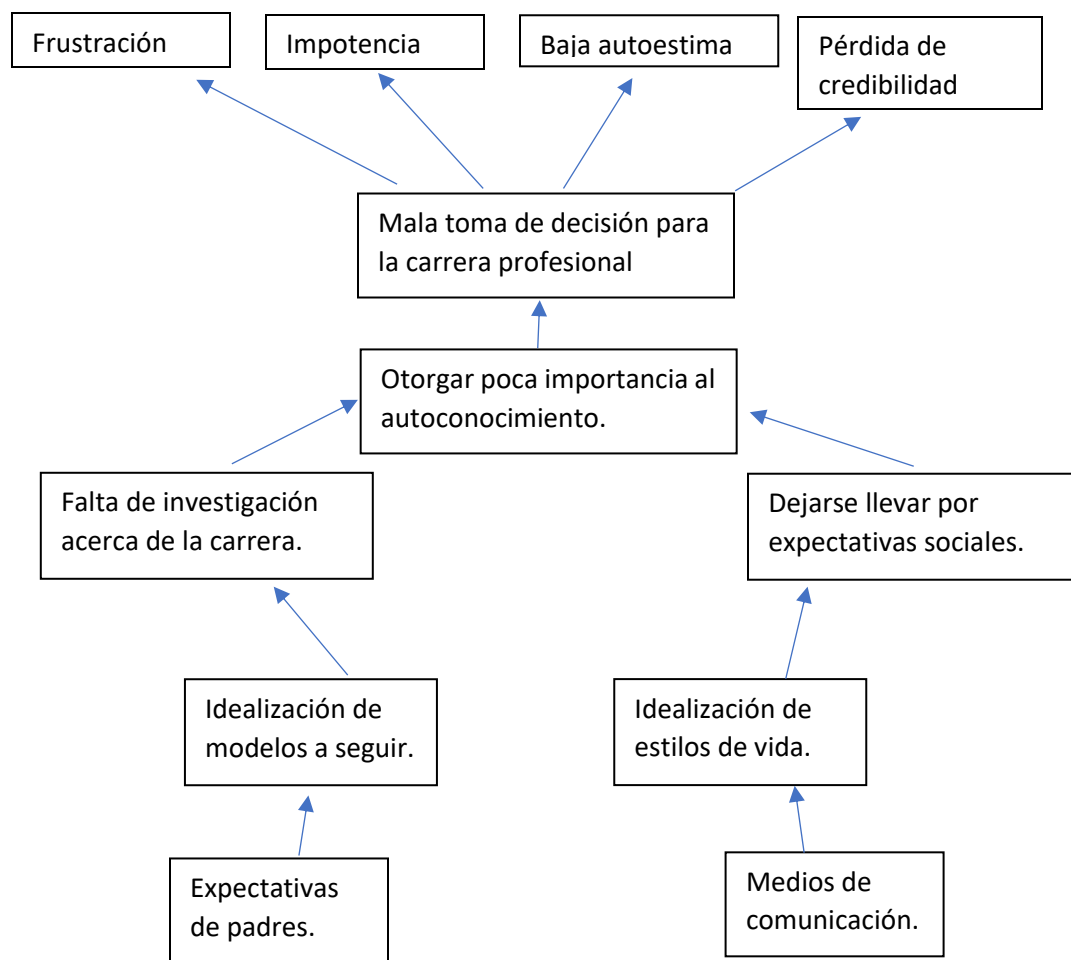 Frustración
Impotencia
Baja autoestima
Pérdida de
credibilidad
Mala toma de decisión para
la carrera profesional
Otorgar poca importancia al
autoconocimiento.
Falta de investigación
acerca de la carrera.
Dejarse llevar por
expectativas sociales.
Idealización de
modelos a seguir.
Idealización de
estilos de vida.
Expectativas
de padres.
Medios de
comunicación.